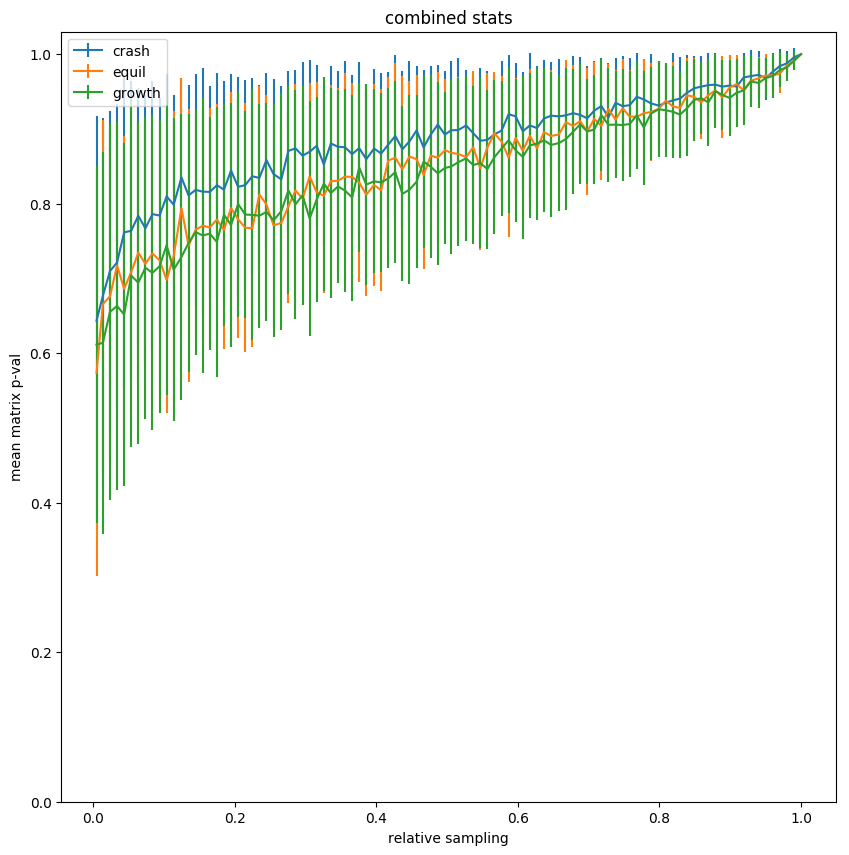 combined stats
crash
equil
growth
mean matrix p-val
1.0
0.8
0.6
0.4
0.2
0.0
0.0 0.2 0.4 0.6 0.8 1.0
relative sampling